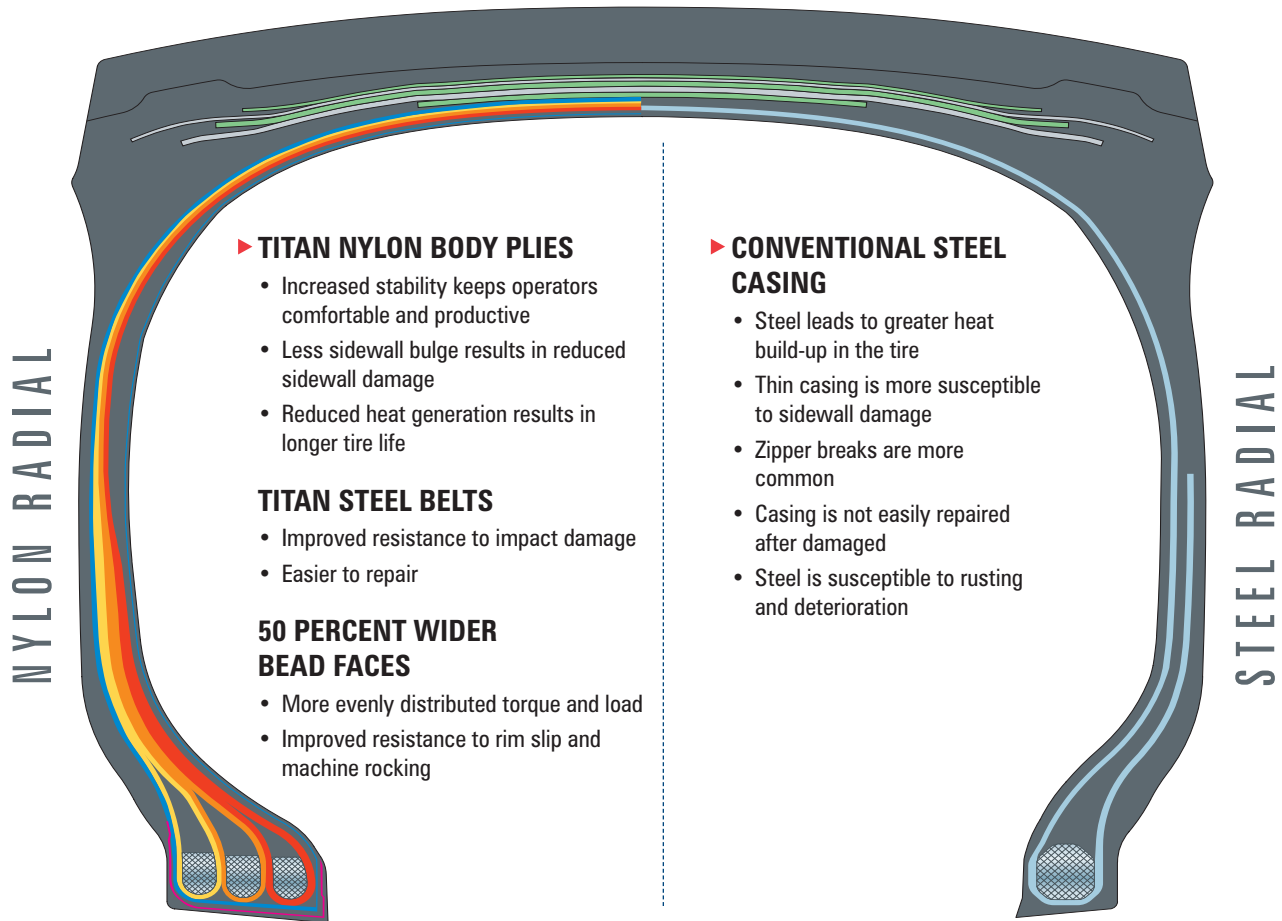 NYLON RADIAL
TITAN NYLON BODY PLIES
• Increased stability keeps operators
comfortable and productive
• Less sidewall bulge results in reduced
sidewall damage
• Reduced heat generation results in
longer tire life
TITAN STEEL BELTS
• Improved resistance to impact damage
• Easier to repair
50 PERCENT WIDER
BEAD FACES
• More evenly distributed torque and load
• Improved resistance to rim slip and
machine rocking
CONVENTIONAL STEEL
CASING
• Steel leads to greater heat
build-up in the tire
• Thin casing is more susceptible
to sidewall damage
• Zipper breaks are more
common
• Casing is not easily repaired
after damaged
• Steel is susceptible to rusting
and deterioration
STEEL RADIAL